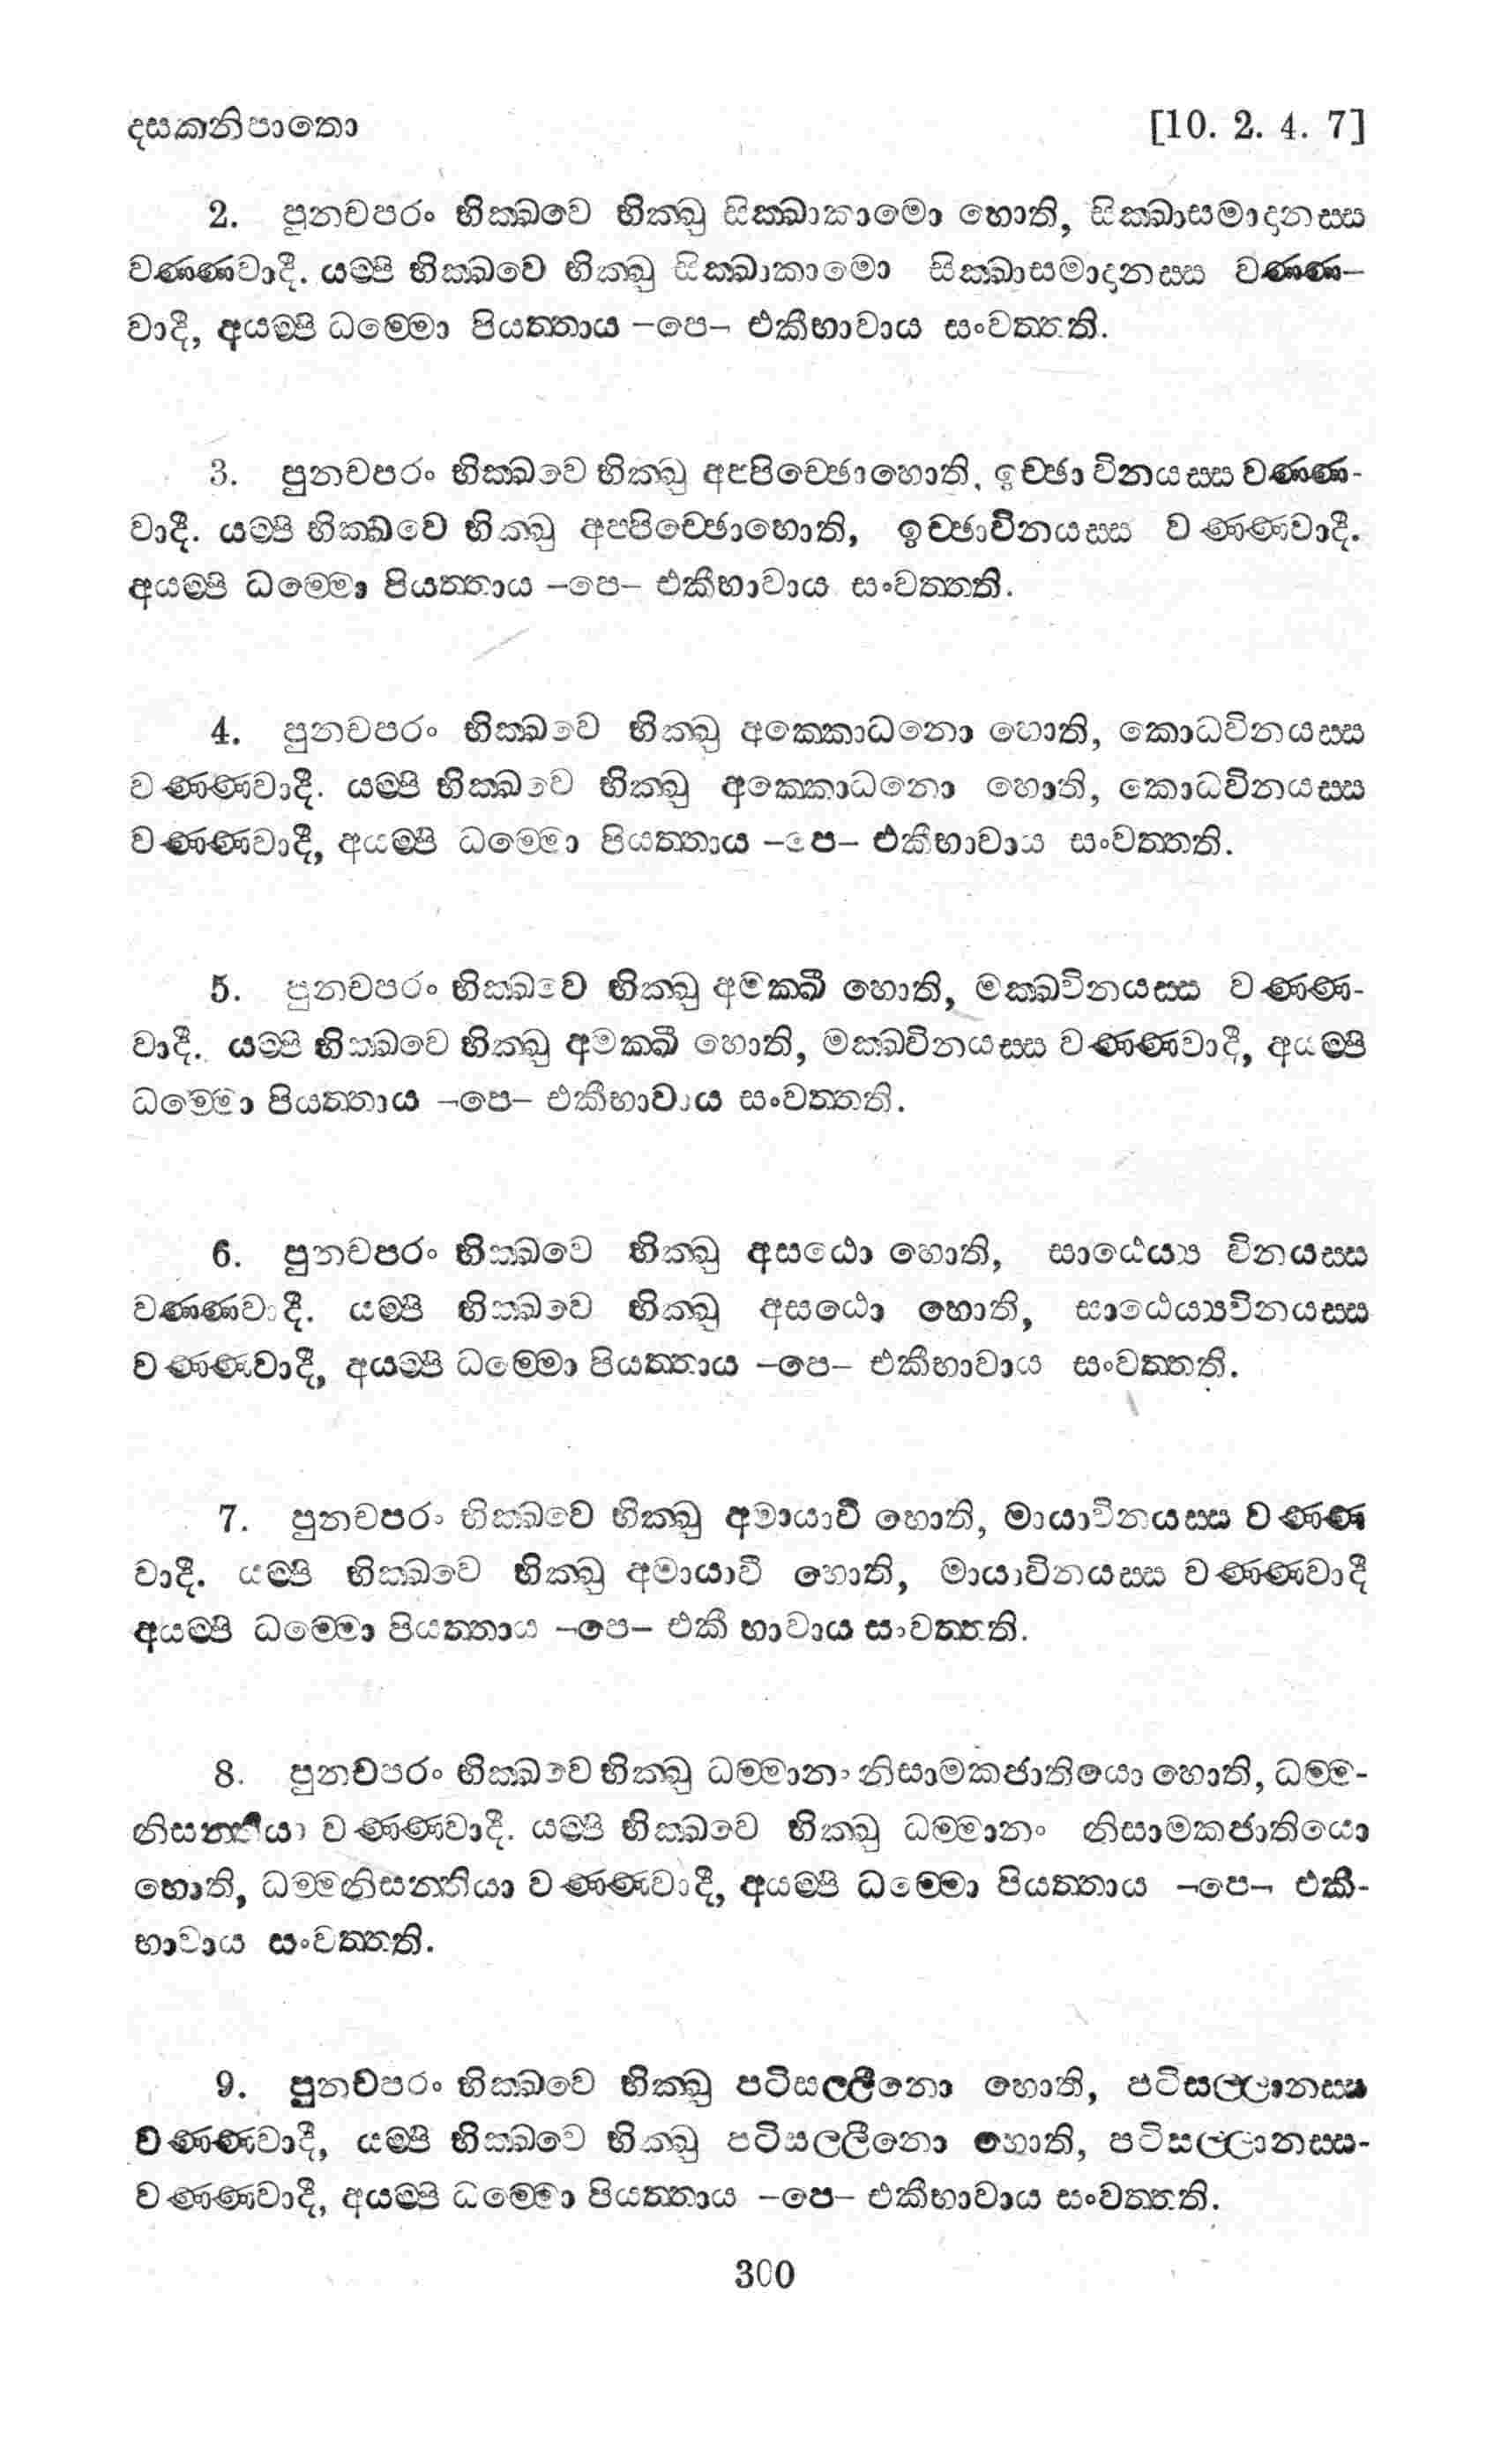 දසකනිපාතො [10. 2. 4. 7]
2. පුනචපරං භික්ඛවෙ භික්ඛු සික්ඛාකාමො හොති, සික්ඛාසමාදානස්ස
වණ්ණවාදී. යම්පි භික්ඛවෙ භික්ඛු සික්ඛාකාමො සික්ඛාසමාදානස්ස වණ්ණ–
වාදී, අයම්පි ධම්මො පියත්තාය –පෙ– එකීභාවාය සංවත්තති.
3. පුනචපරං භික්ඛවෙ භික්ඛු අප්පිච්ඡොහොති, ඉච්ඡාවිනයස්ස වණ්ණ-
වාදී. යම්පි භික්ඛවෙ භික්ඛු අප්පිච්ඡොහොති, ඉච්ඡාවිනයස්ස වණ්ණවාදී.
අයම්පි ධම්මො පියත්තාය –පෙ– එකීභාවාය සංවත්තති.
4. පුනචපරං භික්ඛවෙ භික්ඛු අක්කොධනො හොති, කොධවිනයස්ස
වණ්ණවාදී. යම්පි භික්ඛවෙ භික්ඛු අක්කොධනො හොති, කොධවිනයස්ස
වණ්ණවාදී, අයම්පි ධම්මො පියත්තාය –පෙ– එකීභාවාය සංවත්තති.
5. පුනචපරං භික්ඛවෙ භික්ඛු අමක්ඛී හොති, මක්ඛවිනයස්ස වණ්ණ-
වාදී. යම්පි භික්ඛවෙ භික්ඛු අමක්ඛී හොති, මක්ඛවිනයස්ස වණ්ණවාදී, අයම්පි
ධම්මො පියත්තාය –පෙ– එකීභාවාය සංවත්තති.
6. පුනචපරං භික්ඛවෙ භික්ඛු අසඨො හොති, සාඨෙය්‍ය විනයස්ස
වණ්ණවාදී. යම්පි භික්ඛවෙ භික්ඛු අසඨො හොති, සාඨෙය්‍යවිනයස්ස
වණ්ණවාදී, අයම්පි ධම්මො පියත්තාය –පෙ– එකීභාවාය සංවත්තති.
7. පුනචපරං භික්ඛවෙ භික්ඛු අමායාවී හොති, මායාවිනයස්ස වණ්ණ
වාදී. යම්පි භික්ඛවෙ භික්ඛු අමායාවී හොති, මායාවිනයස්ස වණ්ණවාදී
අයම්පි ධම්මො පියත්තාය –පෙ– එකී භාවාය සංවත්තති.
8. පුනචපරං භික්ඛවෙ භික්ඛු ධම්මානං නිසාමකජාතියො හොති, ධම්ම-
නිසන්තියා වණ්ණවාදී. යම්පි භික්ඛවෙ භික්ඛු ධම්මානං නිසාමකජාතියො
හොති, ධම්මනිසන්තියා වණ්ණවාදී, අයම්පි ධම්මො පියත්තාය –පෙ– එකී-
භාවාය සංවත්තති.
9. පුනචපරං භික්ඛවෙ භික්ඛු පටිසල්ලීනො හොති, පටිසල්ලානස්ස
වණ්ණවාදී, යම්පි භික්ඛවෙ භික්ඛු පටිසල්ලීනො හොති, පටිසල්ලානස්ස-
වණ්ණවාදී, අයම්පි ධම්මො පියත්තාය –පෙ– එකීභාවාය සංවත්තති.
300